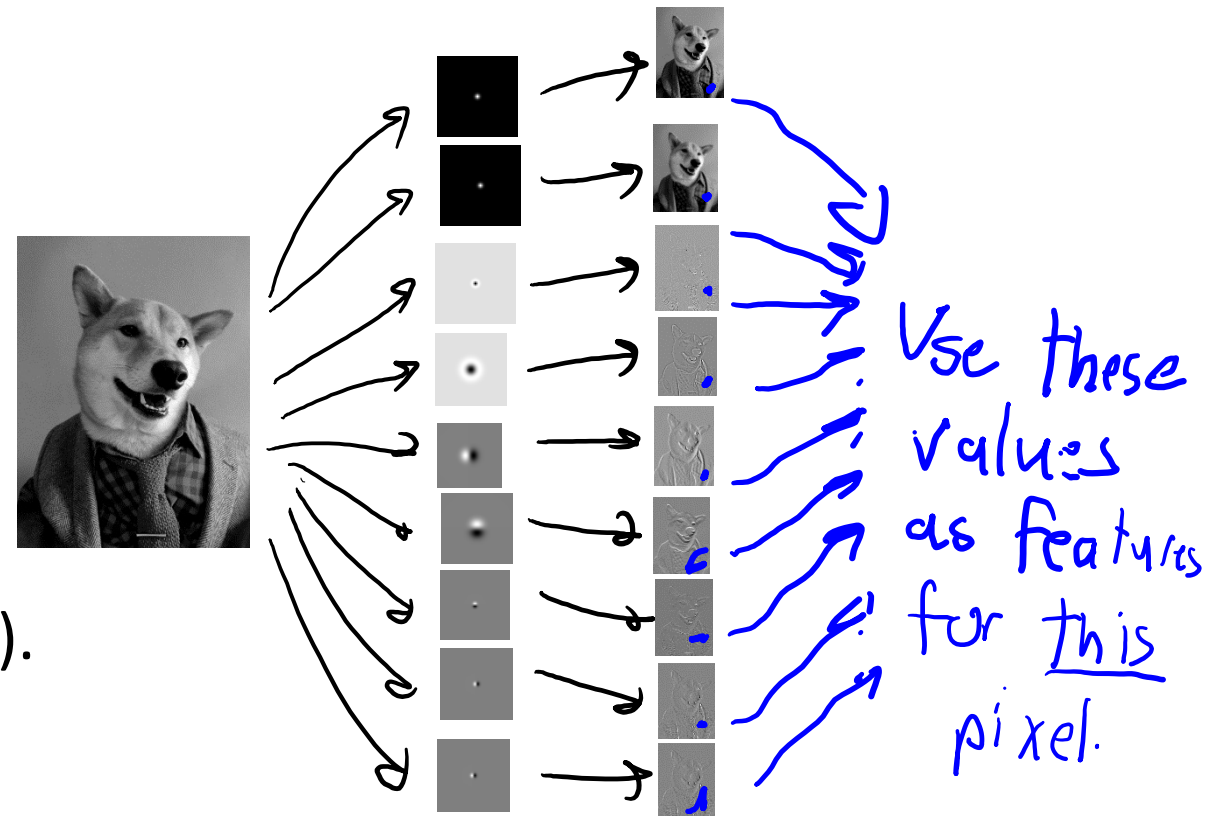 ).
Use these
values
as features
for this
pixel.